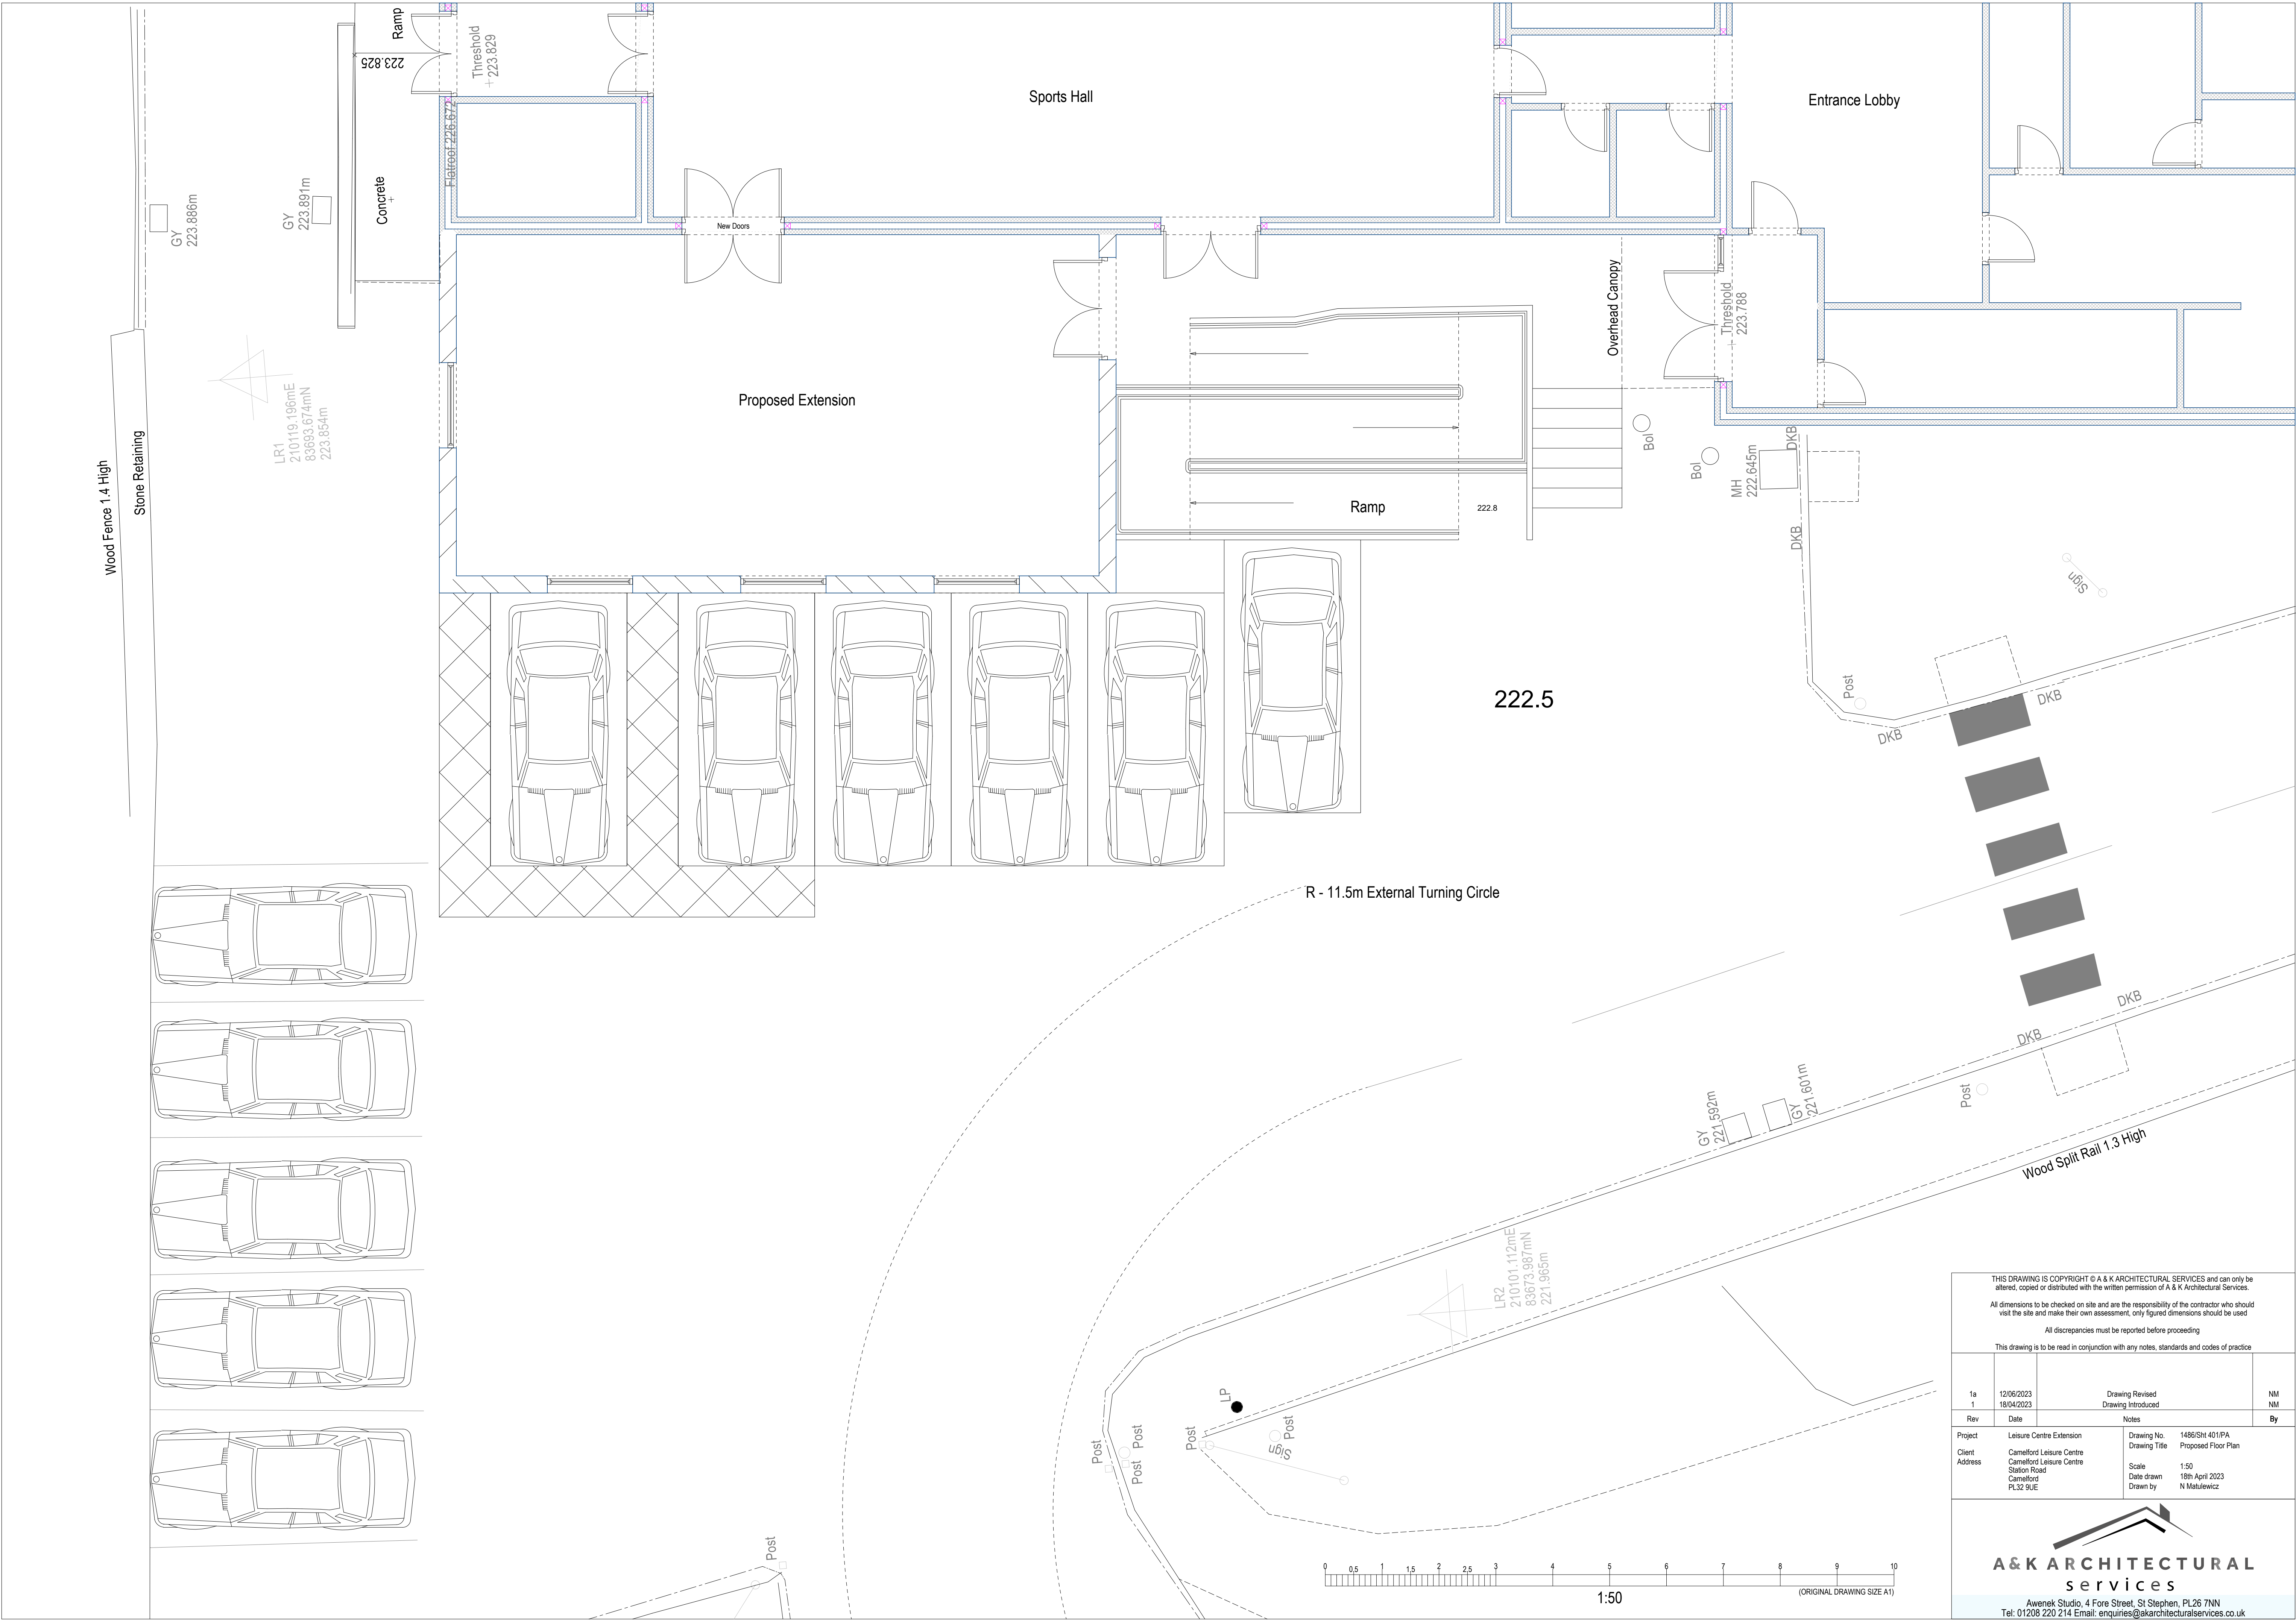 Ramp
223.825
Threshold
223.829
Flatroof 226.672
Concrete
GY
223.886m
GY
223.891m
Sports Hall
New Doors
Entrance Lobby
Overhead Canopy
Threshold
223.788
LR1
210119.196mE
83693.674mN
223.854m
Wood Fence 1.4 High
Stone Retaining
Proposed Extension
Ramp
222.8
Bol
Bol
MH
222.645m
DKB
DKB
Sign
Post
DKB
DKB
222.5
R - 11.5m External Turning Circle
DKB
DKB
GY
221.592m
GY
221.601m
Post
Wood Split Rail 1.3 High
LR2
210101.112mE
83673.987mN
221.965m
LP
Post
Post
Post
Post
Post
Sign
Post
0 0,5 1 1,5 2 2,5 3 4 5 6 7 8 9 10
1:50
(ORIGINAL DRAWING SIZE A1)
THIS DRAWING IS COPYRIGHT © A & K ARCHITECTURAL SERVICES and can only be
altered, copied or distributed with the written permission of A & K Architectural Services.
All dimensions to be checked on site and are the responsibility of the contractor who should
visit the site and make their own assessment, only figured dimensions should be used
All discrepancies must be reported before proceeding
This drawing is to be read in conjunction with any notes, standards and codes of practice
1a 12/06/2023 Drawing Revised NM
1 18/04/2023 Drawing Introduced NM
Rev Date Notes By
Project Leisure Centre Extension
Client Camelford Leisure Centre
Address Camelford Leisure Centre
Station Road
Camelford
PL32 9UE
Drawing No. 1486/Sht 401/PA
Drawing Title Proposed Floor Plan
Scale 1:50
Date drawn 18th April 2023
Drawn by N Matulewicz
A&K ARCHITECTURAL
services
Awenek Studio, 4 Fore Street, St Stephen, PL26 7NN
Tel: 01208 220 214 Email: enquiries@akarchitecturalservices.co.uk